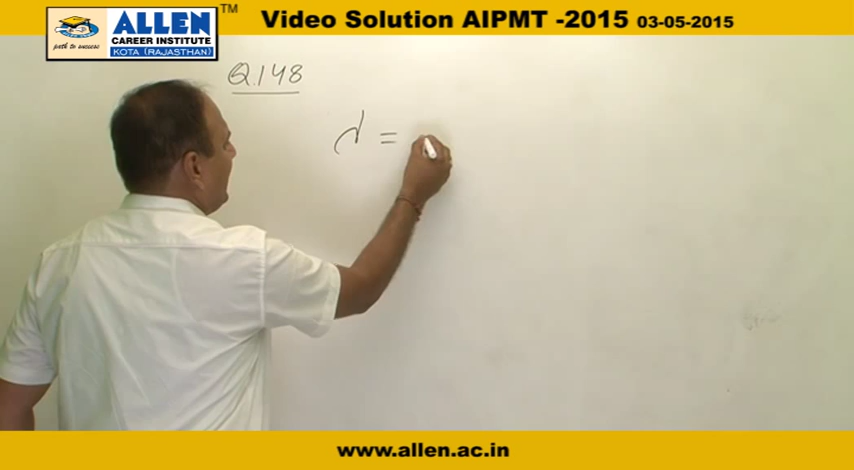 ALLEN TM
path to success CAREER INSTITUTE
KOTA (RAJASTHAN)
Video Solution AIPMT -2015 03-05-2015
Q.148
λ =
www.allen.ac.in